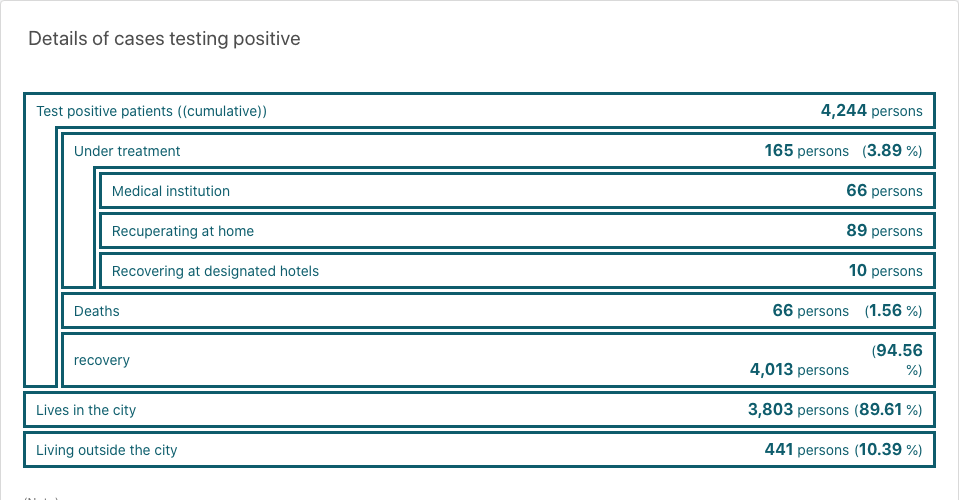 Details of cases testing positive
Test positive patients ((cumulative)) 4,244 persons
Under treatment 165 persons (3.89 %)
Medical institution 66 persons
Recuperating at home 89 persons
Recovering at designated hotels 10 persons
Deaths 66 persons (1.56 %)
recovery 4,013 persons (94.56 %)
Lives in the city 3,803 persons (89.61 %)
Living outside the city 441 persons (10.39 %)